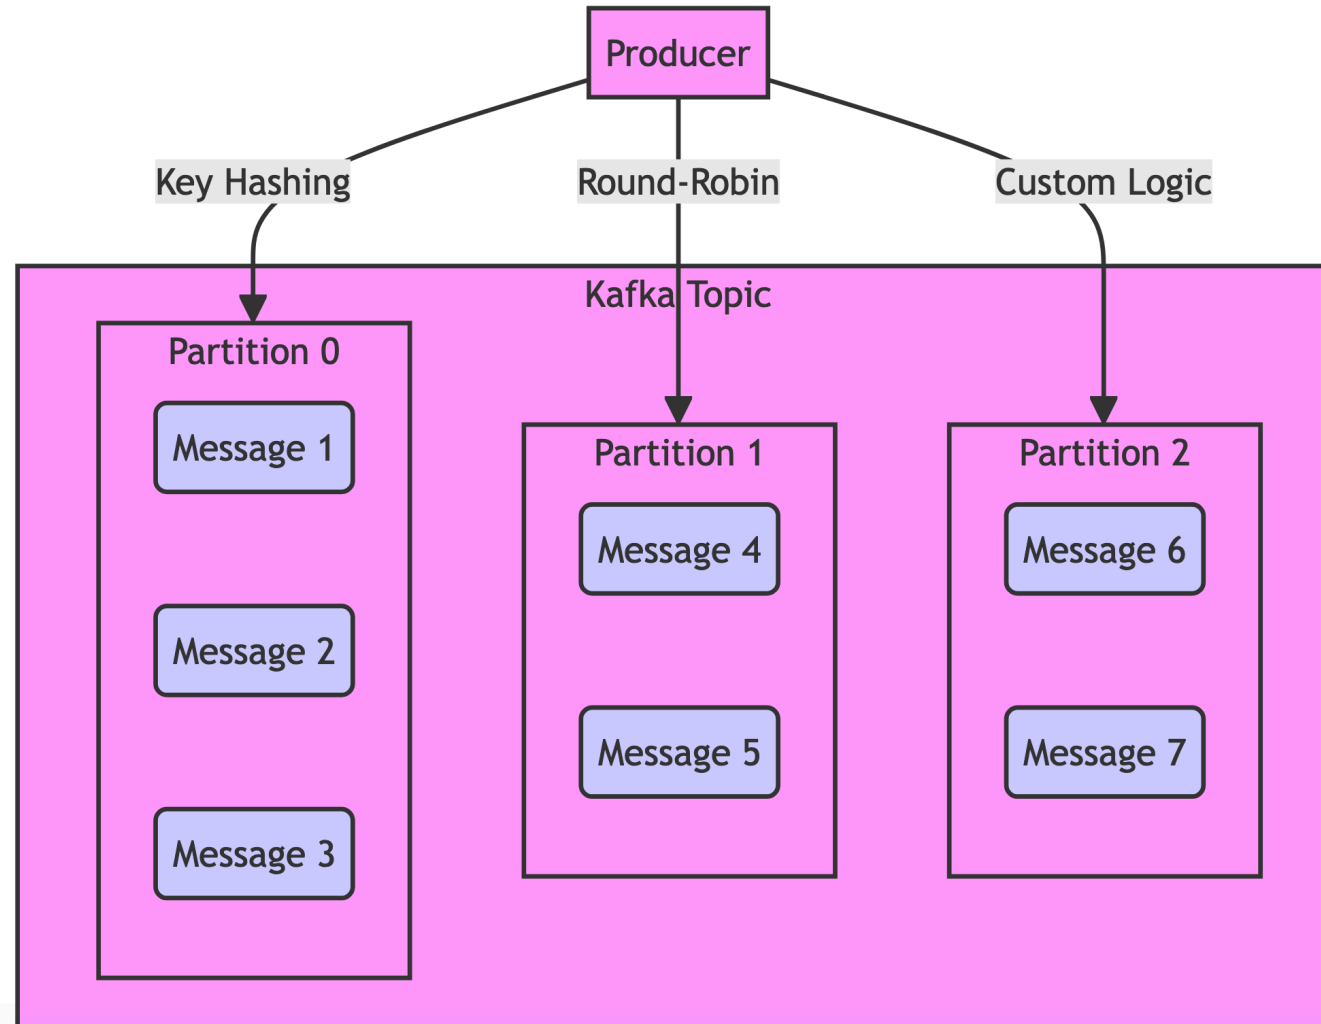 Producer
Key Hashing
Round-Robin
Custom Logic
Kafka Topic
Partition 0
Message 1
Message 2
Message 3
Partition 1
Message 4
Message 5
Partition 2
Message 6
Message 7